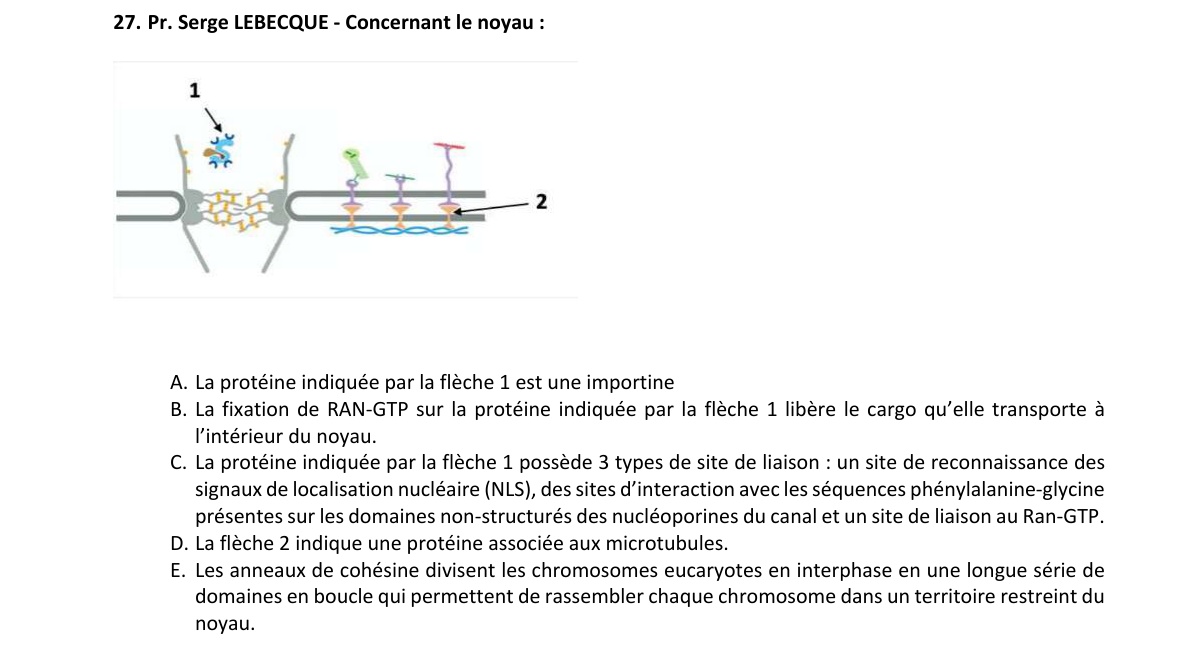 27. Pr. Serge LEBECQUE - Concernant le noyau :
1
2
A. La protéine indiquée par la flèche 1 est une importine
B. La fixation de RAN-GTP sur la protéine indiquée par la flèche 1 libère le cargo qu’elle transporte à
l’intérieur du noyau.
C. La protéine indiquée par la flèche 1 possède 3 types de site de liaison : un site de reconnaissance des
signaux de localisation nucléaire (NLS), des sites d’interaction avec les séquences phénylalanine-glycine
présentes sur les domaines non-structurés des nucléoporines du canal et un site de liaison au Ran-GTP.
D. La flèche 2 indique une protéine associée aux microtubules.
E. Les anneaux de cohésine divisent les chromosomes eucaryotes en interphase en une longue série de
domaines en boucle qui permettent de rassembler chaque chromosome dans un territoire restreint du
noyau.